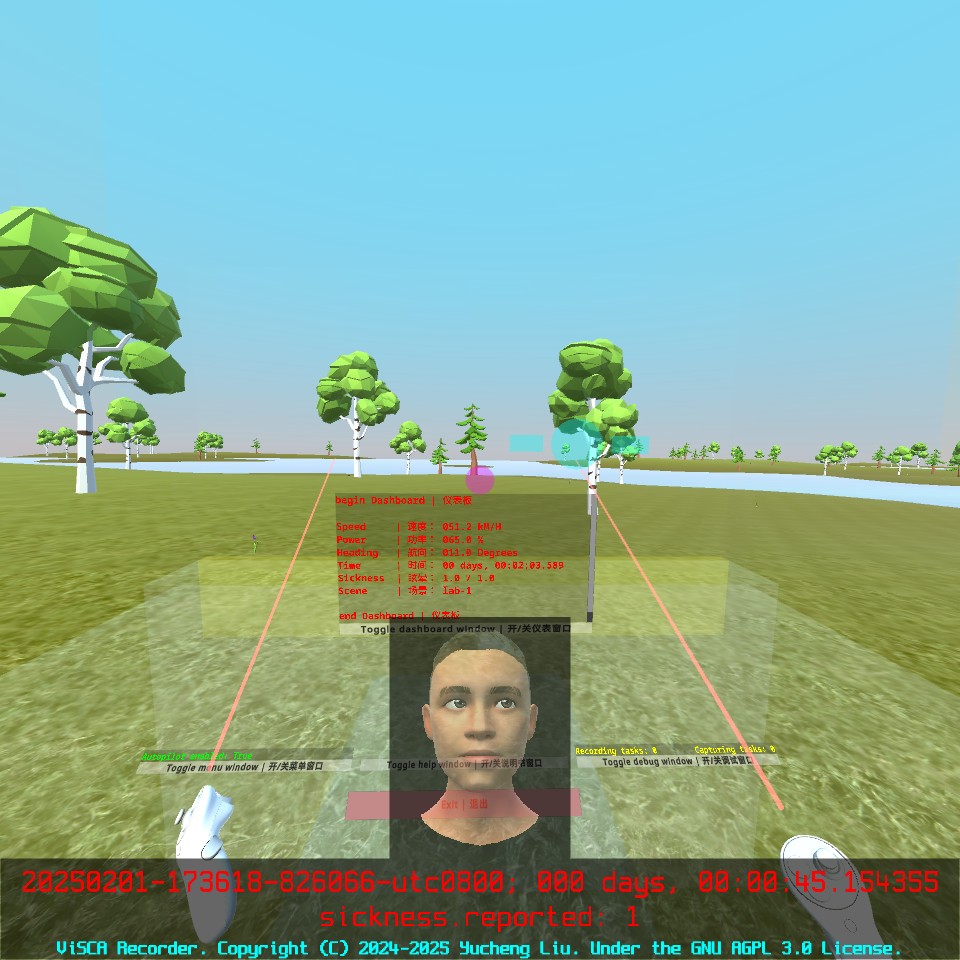 begin Dashboard | 仪表板
Speed | 速度： 051.2 kM/H
Power | 功率： 065.0 %
Heading | 航向： 011.0 Degrees
Time | 时间： 00 days, 00:02:03.589
Sickness | 眩晕： 1.0 / 1.0
Scene | 场景： lab-1
end Dashboard | 仪表板
Toggle dashboard window | 开/关仪表窗口
Autopilot True
Recording tasks: 0 Capturing tasks: 0
Toggle menu window | 开/关菜单窗口
Toggle help window | 开/关说明书窗口
Toggle debug window | 开/关调试窗口
Exit | 退出
20250201-173618-826066-utc0800; 000 days, 00:00:45.154355
sickness.reported: 1
ViSCA Recorder. Copyright (C) 2024-2025 Yucheng Liu. Under the GNU AGPL 3.0 License.